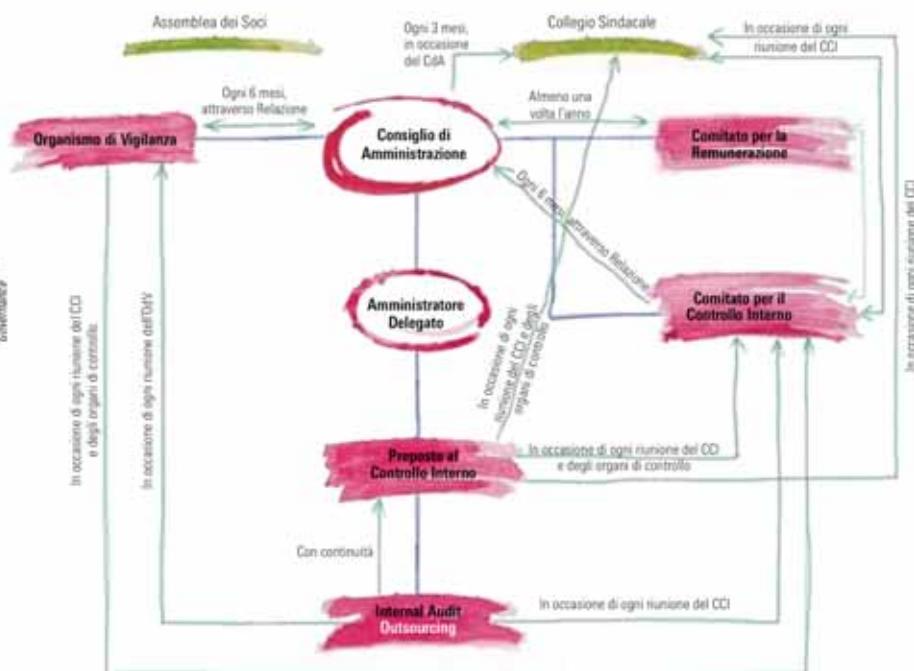 Assemblea dei Soci
Collegio Sindacale
Ogni 3 mesi,
in occasione
del CdA
In occasione di ogni
riunione del CCI
Ogni 6 mesi,
attraverso Relazione
Almeno una
volta l'anno
Organismo di Vigilanza
Consiglio di
Amministrazione
Comitato per la
Remunerazione
Ogni 6 mesi, attraverso Relazione
Amministratore
Delegato
Comitato per il
Controllo Interno
In occasione di ogni riunione del CCI
In occasione di ogni riunione del CCI
e degli organi di controllo
In occasione di ogni riunione dell'OdV
In occasione di ogni
riunione del CCI e degli
organi di controllo
Preposto al
Controllo Interno
In occasione di ogni riunione del CCI
e degli organi di controllo
Con continuità
Internal Audit
Outsourcing
In occasione di ogni riunione del CCI